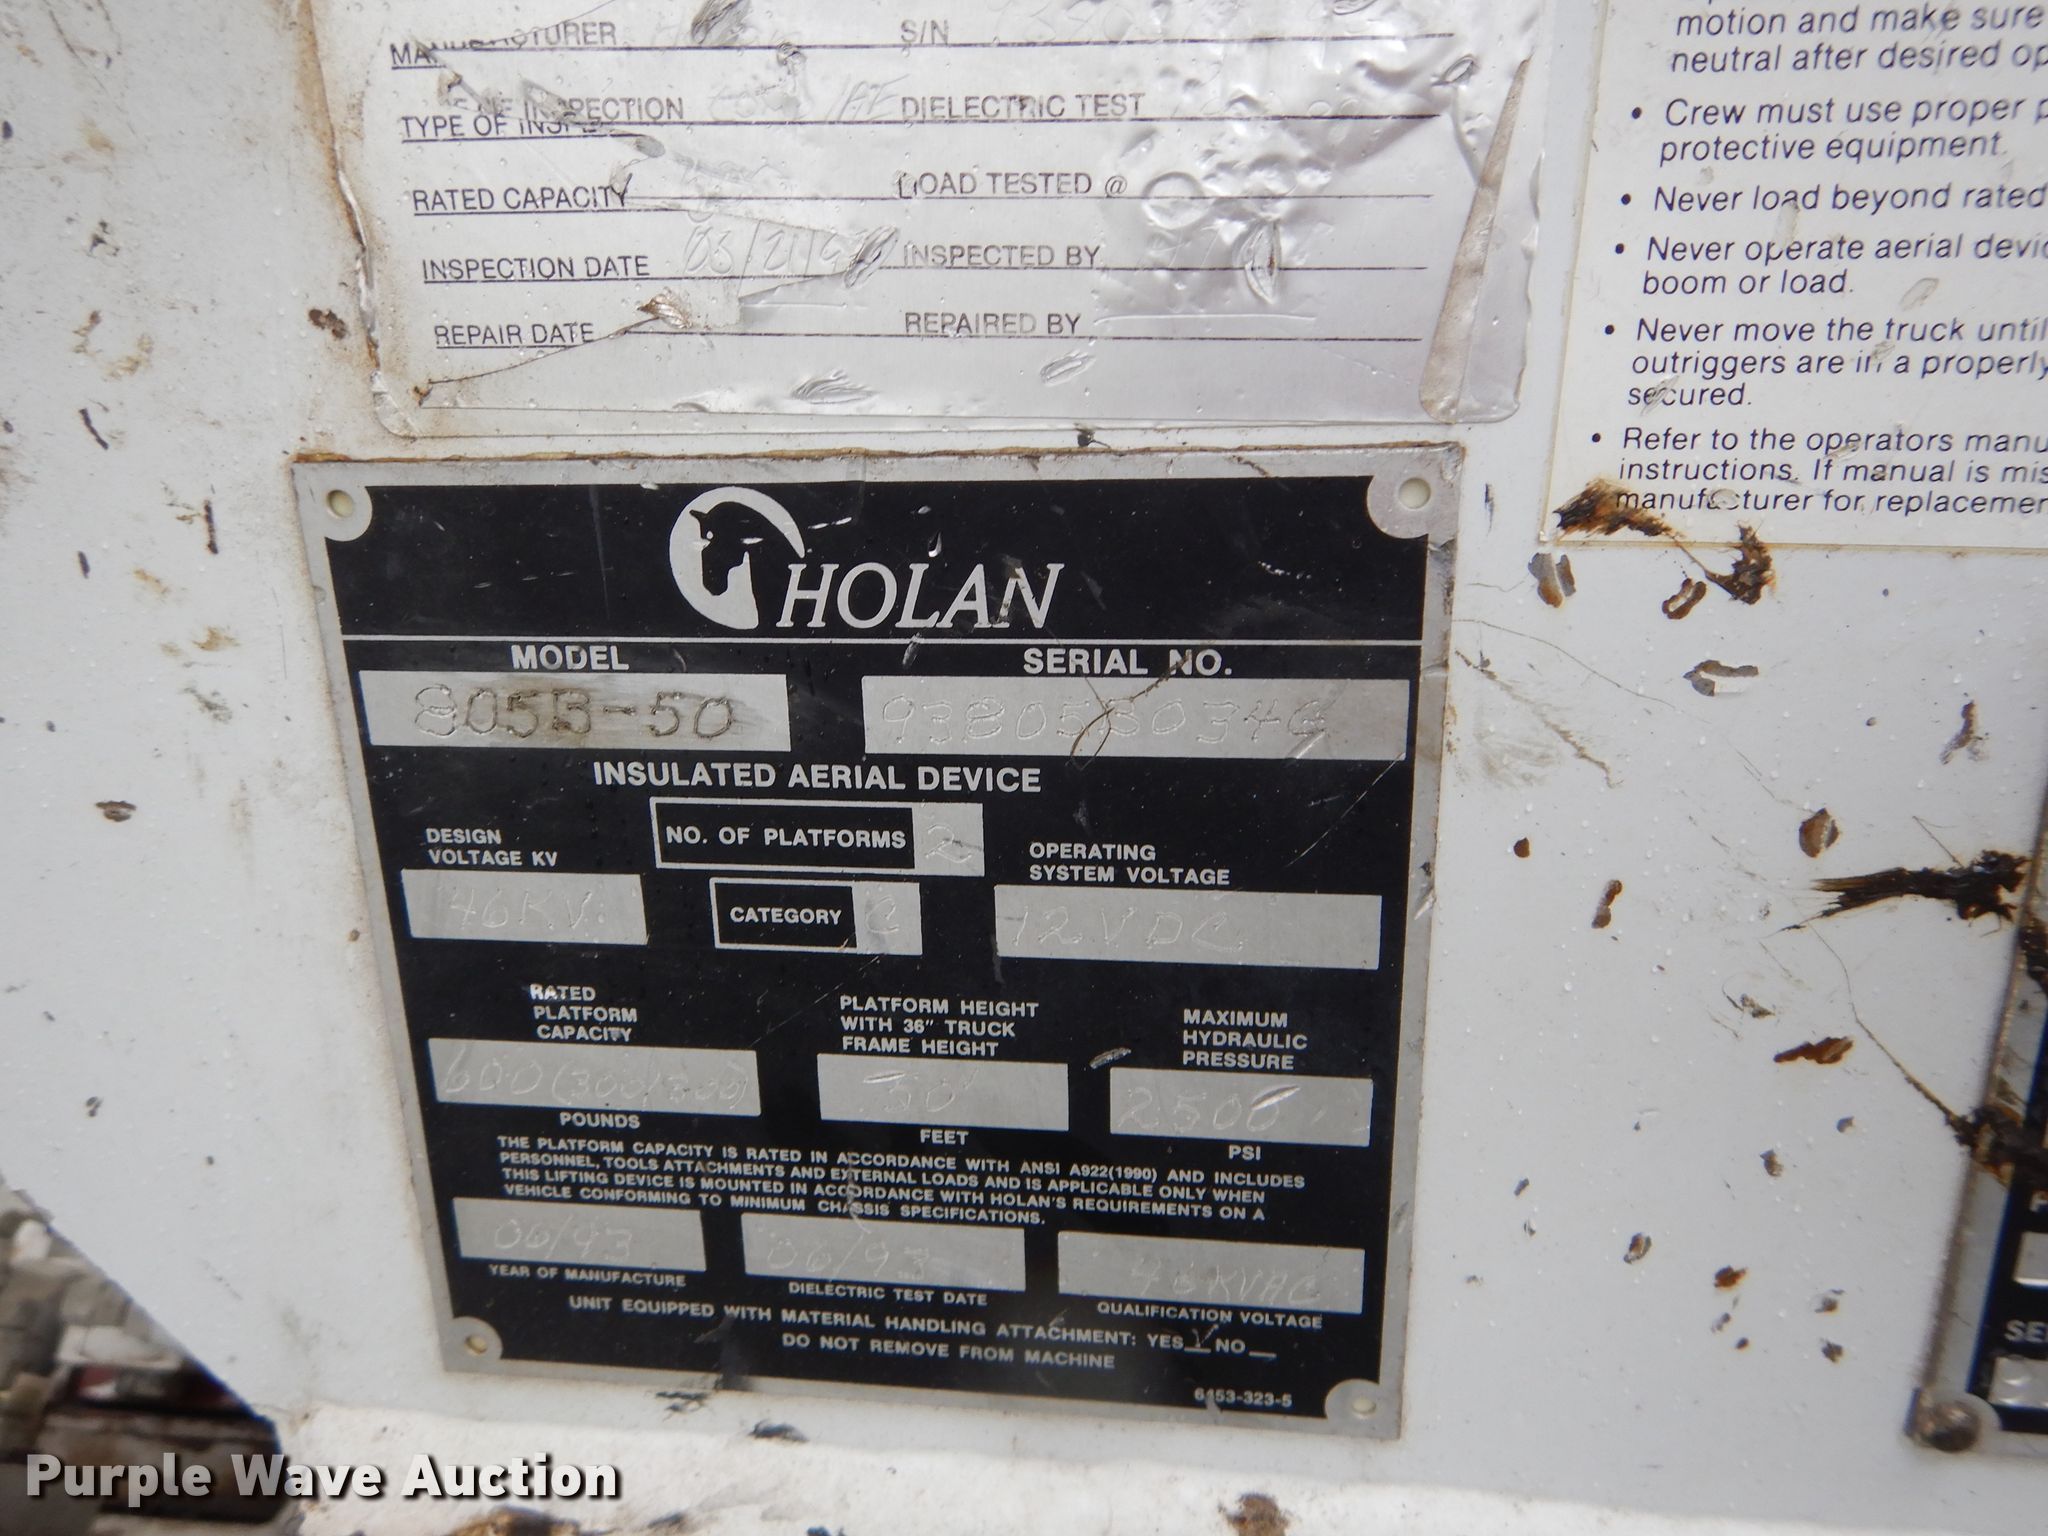 MANUFACTURER S/N
TYPE OF INSPECTION DIELECTRIC TEST
RATED CAPACITY LOAD TESTED @
INSPECTION DATE INSPECTED BY
REPAIR DATE REPAIRED BY
motion and make sure
neutral after desired op
• Crew must use proper p
protective equipment.
• Never load beyond rated
• Never operate aerial devic
boom or load.
• Never move the truck until
outriggers are in a properly
secured.
• Refer to the operators manu
instructions. If manual is mis
manufacturer for replacemen
HOLAN
MODEL SERIAL NO.
805B-50
INSULATED AERIAL DEVICE
NO. OF PLATFORMS 2
DESIGN
VOLTAGE KV
46KV
CATEGORY C
OPERATING
SYSTEM VOLTAGE
12VDC
RATED
PLATFORM
CAPACITY
600(300/300)
POUNDS
PLATFORM HEIGHT
WITH 36" TRUCK
FRAME HEIGHT
50'
FEET
MAXIMUM
HYDRAULIC
PRESSURE
2500
PSI
THE PLATFORM CAPACITY IS RATED IN ACCORDANCE WITH ANSI A922(1990) AND INCLUDES
PERSONNEL, TOOLS ATTACHMENTS AND EXTERNAL LOADS AND IS APPLICABLE ONLY WHEN
THIS LIFTING DEVICE IS MOUNTED IN ACCORDANCE WITH HOLAN'S REQUIREMENTS ON A
VEHICLE CONFORMING TO MINIMUM CHASSIS SPECIFICATIONS.
06/93 06/93 46KVAC
YEAR OF MANUFACTURE DIELECTRIC TEST DATE QUALIFICATION VOLTAGE
UNIT EQUIPPED WITH MATERIAL HANDLING ATTACHMENT: YES √ NO __
DO NOT REMOVE FROM MACHINE
6453-323-5
Purple Wave Auction